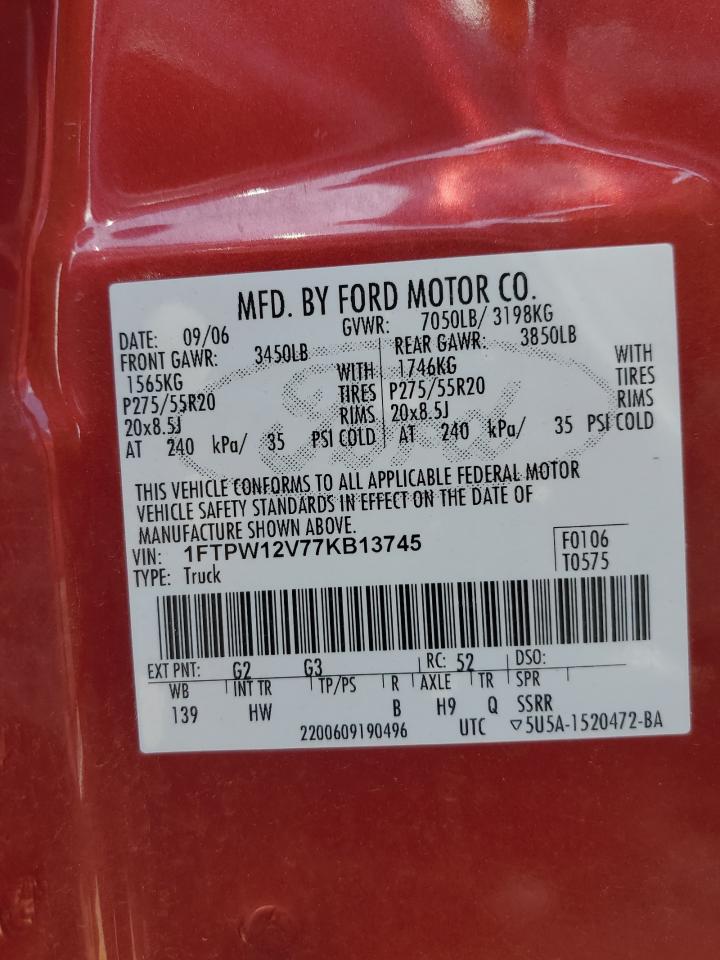 MFD. BY FORD MOTOR CO.
DATE: 09/06 GVWR: 7050LB/ 3198KG
FRONT GAWR: 3450LB REAR GAWR: 3850LB
1565KG WITH 1746KG WITH
P275/55R20 TIRES P275/55R20 TIRES
20x8.5J RIMS 20x8.5J RIMS
AT 240 kPa/ 35 PSI COLD AT 240 kPa/ 35 PSI COLD
Ford
THIS VEHICLE CONFORMS TO ALL APPLICABLE FEDERAL MOTOR
VEHICLE SAFETY STANDARDS IN EFFECT ON THE DATE OF
MANUFACTURE SHOWN ABOVE.
VIN: 1FTPW12V77KB13745 F0106
TYPE: Truck T0575
EXT PNT: G2 G3 RC: 52 DSO:
WB INT TR TP/PS R AXLE TR SPR
139 HW B H9 Q SSRR
2200609190496 UTC ▽5U5A-1520472-BA